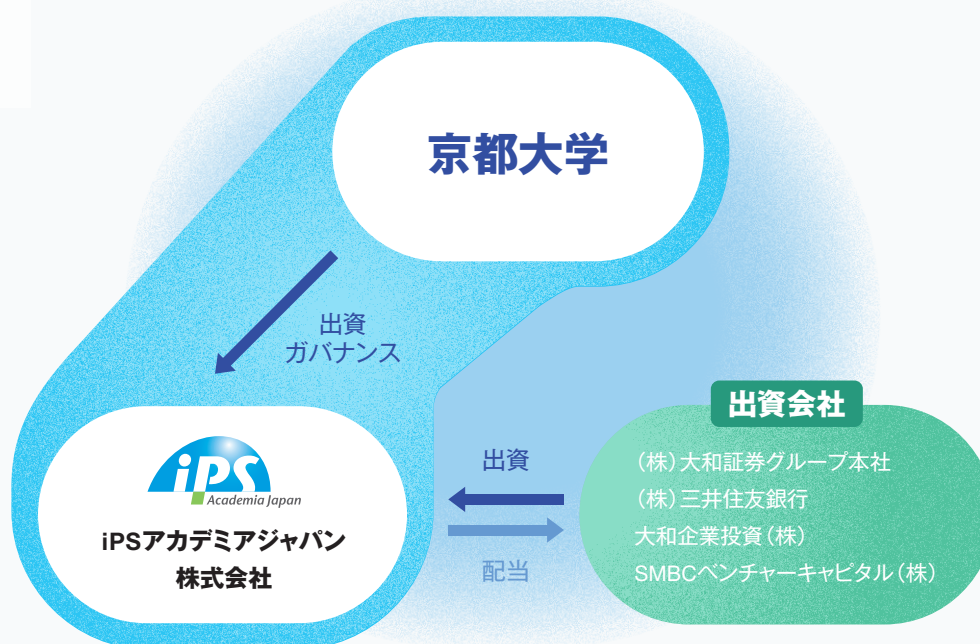 京都大学
出資
ガバナンス
iPS
Academia Japan
iPSアカデミアジャパン
株式会社
出資
配当
出資会社
（株）大和証券グループ本社
（株）三井住友銀行
大和企業投資（株）
SMBCベンチャーキャピタル（株）